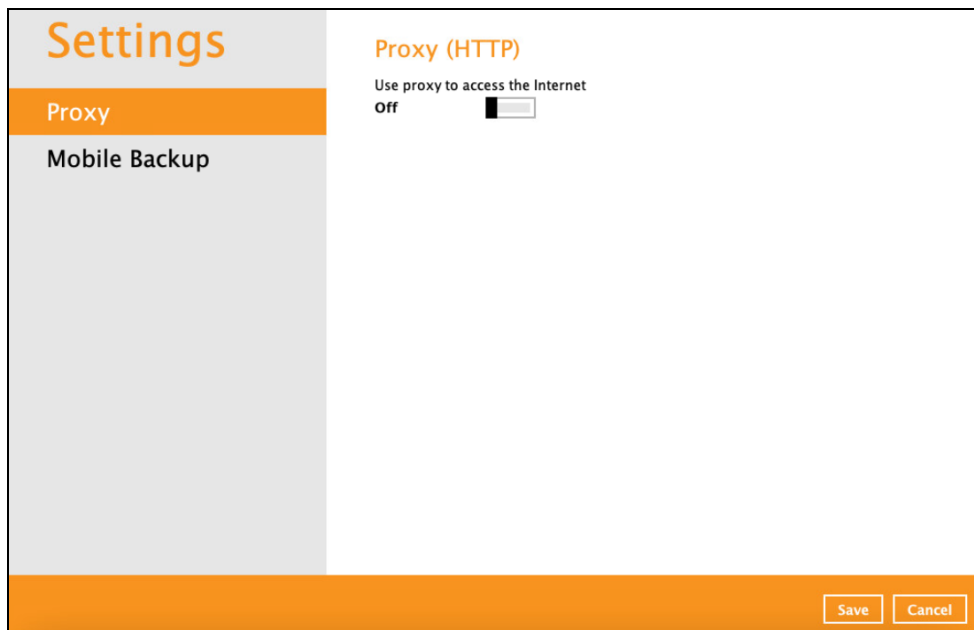 Settings
Proxy
Mobile Backup
Proxy (HTTP)
Use proxy to access the Internet
Off
Save
Cancel